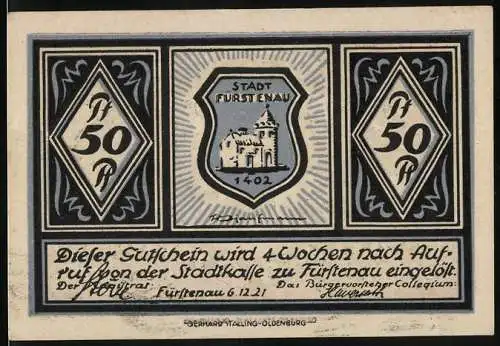 Pf 50 Pf
STADT
FÜRSTENAU
1402
Pf 50 Pf
Dieser Gutschein wird 4 Wochen nach Auf-
ruf von der Stadtkasse zu Fürstenau eingelöst.
Der Magistrat: Das Bürgervorsteher Collegium:
Fürstenau 6.12.21
GERHARD STALLING-OLDENBURG